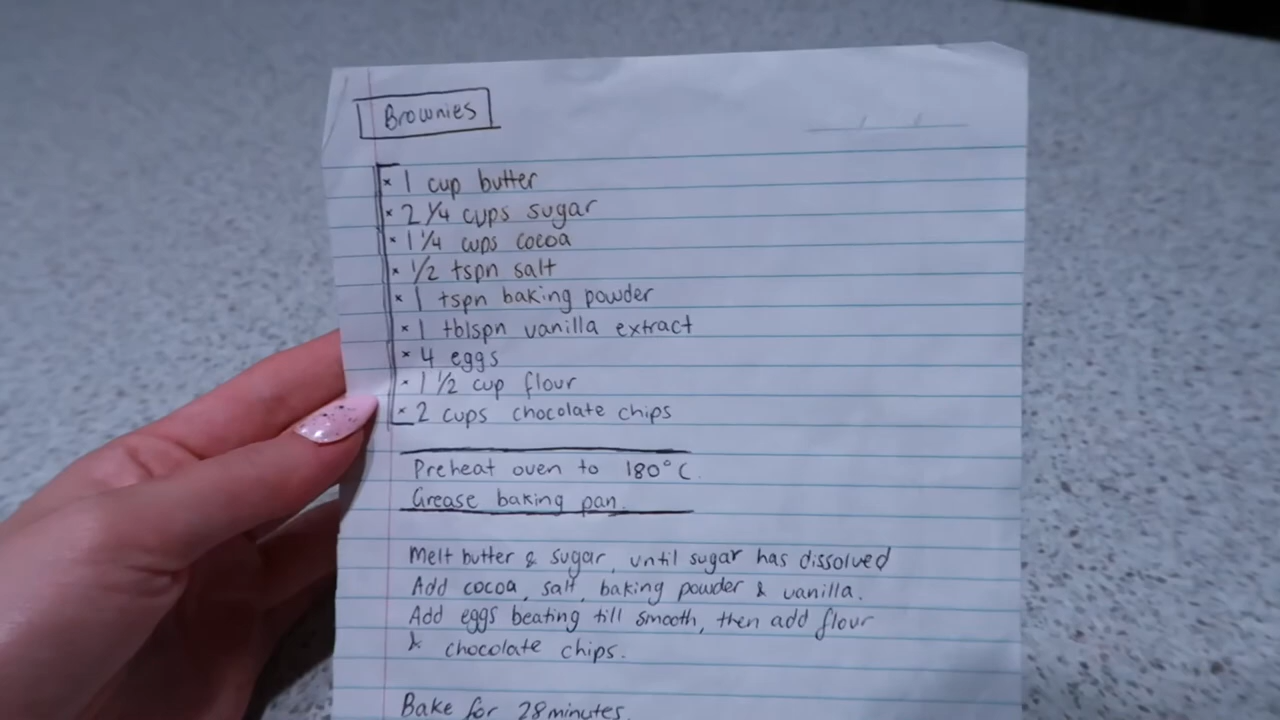 Brownies
× 1 cup butter
× 2 1/4 cups sugar
× 1 1/4 cups cocoa
× 1/2 tspn salt
× 1 tspn baking powder
× 1 tblspn vanilla extract
× 4 eggs
× 1 1/2 cup flour
× 2 cups chocolate chips
Preheat oven to 180°C.
Grease baking pan.
Melt butter & sugar, until sugar has dissolved
Add cocoa, salt, baking powder & vanilla.
Add eggs beating till smooth, then add flour
& chocolate chips.
Bake for 28 minutes.